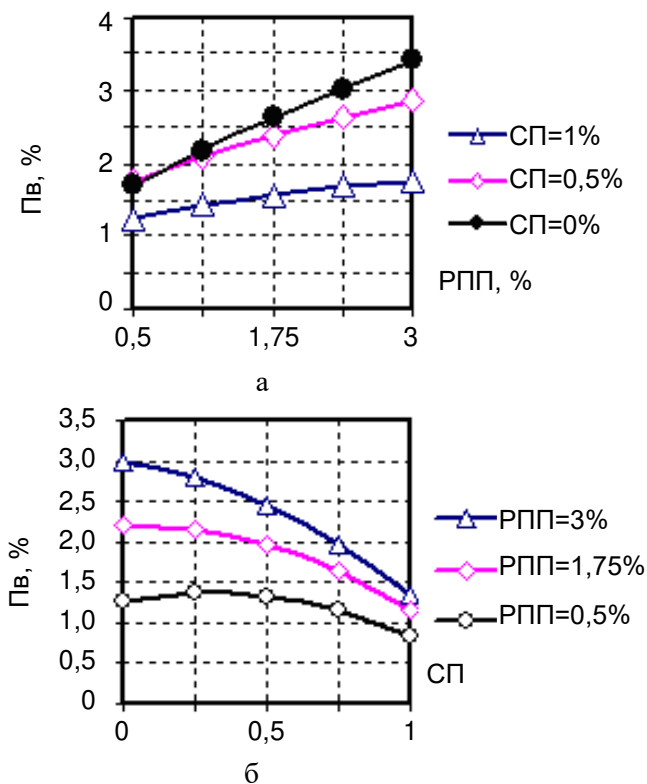 4
3
2
1
0
Пв, %
0,5
1,75
3
СП=1%
СП=0,5%
СП=0%
РПП, %
а
3,5
3,0
2,5
2,0
1,5
1,0
0,5
0
Пв, %
0
0,5
1
РПП=3%
РПП=1,75%
РПП=0,5%
СП
б